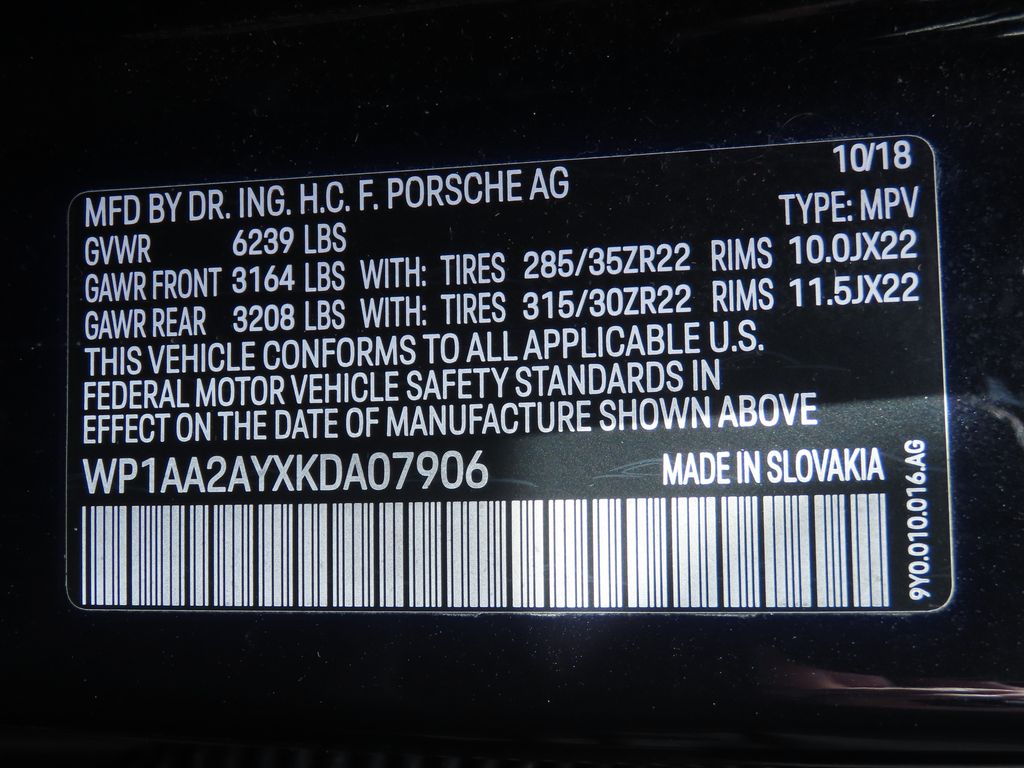 MFD BY DR. ING. H.C. F. PORSCHE AG 10/18
GVWR 6239 LBS TYPE: MPV
GAWR FRONT 3164 LBS WITH: TIRES 285/35ZR22 RIMS 10.0JX22
GAWR REAR 3208 LBS WITH: TIRES 315/30ZR22 RIMS 11.5JX22
THIS VEHICLE CONFORMS TO ALL APPLICABLE U.S.
FEDERAL MOTOR VEHICLE SAFETY STANDARDS IN
EFFECT ON THE DATE OF MANUFACTURE SHOWN ABOVE
WP1AA2AYXKDA07906 MADE IN SLOVAKIA
9Y0.010.016.AG